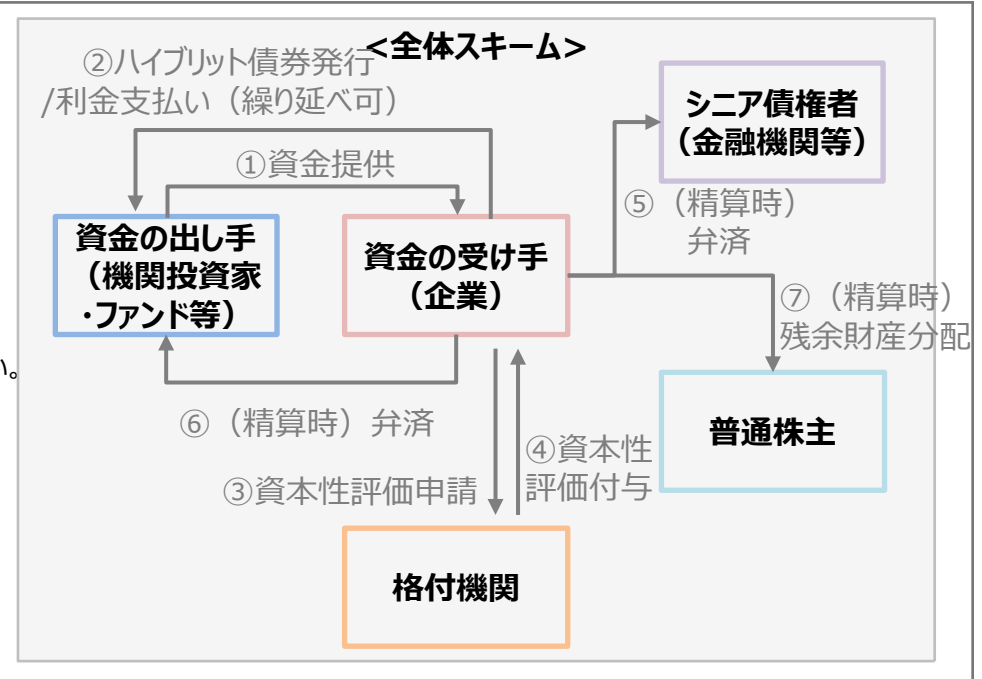 <全体スキーム>
②ハイブリット債券発行
/利金支払い（繰り延べ可）
①資金提供
シニア債権者
（金融機関等）
⑤（精算時）
弁済
資金の出し手
（機関投資家
・ファンド等）
資金の受け手
（企業）
⑦（精算時）
残余財産分配
い。
⑥（精算時）弁済
普通株主
④資本性
評価付与
③資本性評価申請
格付機関